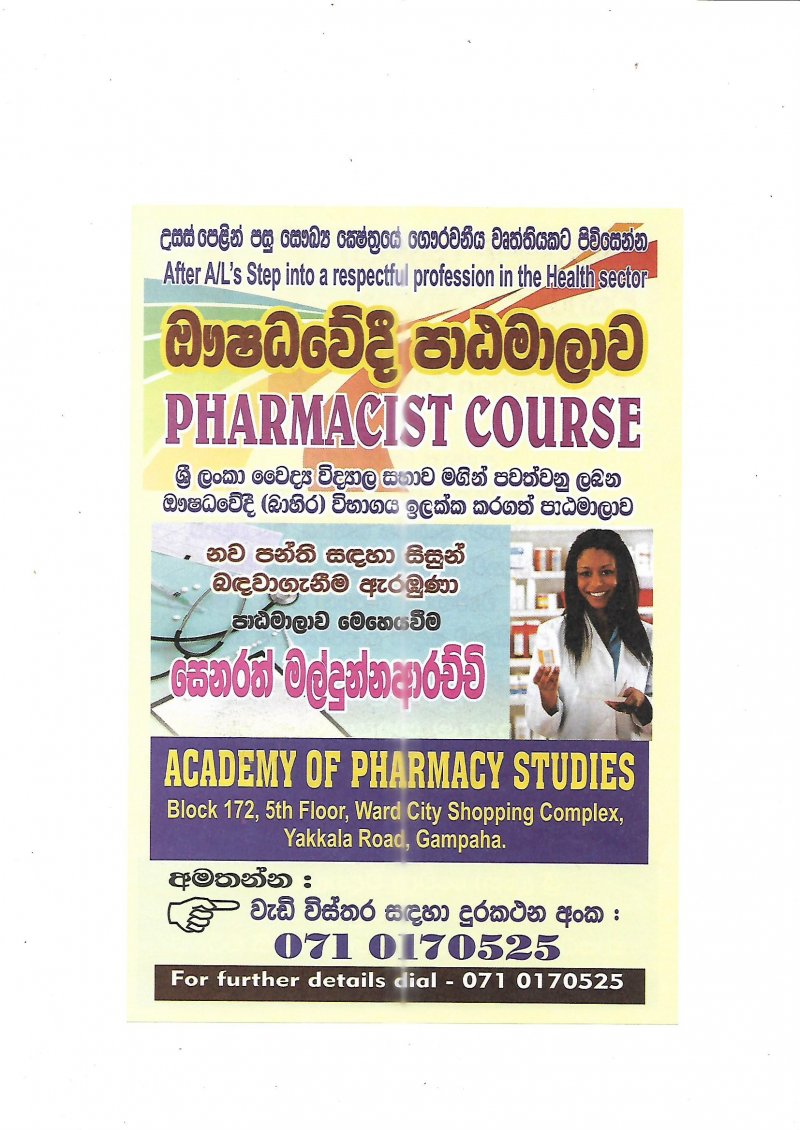 උසස් පෙළින් පසු සෞඛ්‍ය ක්ෂේත්‍රයේ ගෞරවනීය වෘත්තියකට පිවිසෙන්න
After A/L's Step into a respectful profession in the Health sector
ඖෂධවේදී පාඨමාලාව
PHARMACIST COURSE
ශ්‍රී ලංකා වෛද්‍ය විද්‍යාල සභාව මගින් පවත්වනු ලබන
ඖෂධවේදී (බාහිර) විභාගය ඉලක්ක කරගත් පාඨමාලාව
නව පන්ති සඳහා සිසුන්
බඳවාගැනීම ඇරඹුණා
පාඨමාලාව මෙහෙයවීම
සෙනරත් මල්දුන්නආරච්චි
ACADEMY OF PHARMACY STUDIES
Block 172, 5th Floor, Ward City Shopping Complex,
Yakkala Road, Gampaha.
අමතන්න :
වැඩි විස්තර සඳහා දුරකථන අංක :
071 0170525
For further details dial - 071 0170525